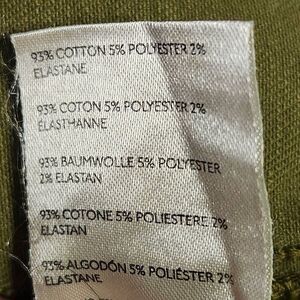 93% COTTON 5% POLYESTER 2%
ELASTANE
93% COTON 5% POLYESTER 2%
ÉLASTHANNE
93% BAUMWOLLE 5% POLYESTER
2% ELASTAN
93% COTONE 5% POLIESTERE 2%
ELASTAN
93% ALGODÓN 5% POLIÉSTER 2%
ELASTANE